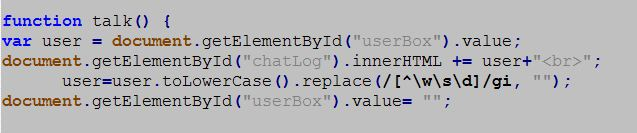 function talk() {
var user = document.getElementById("userBox").value;
document.getElementById("chatLog").innerHTML += user+"<br>";
user=user.toLowerCase().replace(/[^\w\s\d]/gi, "");
document.getElementById("userBox").value= "";